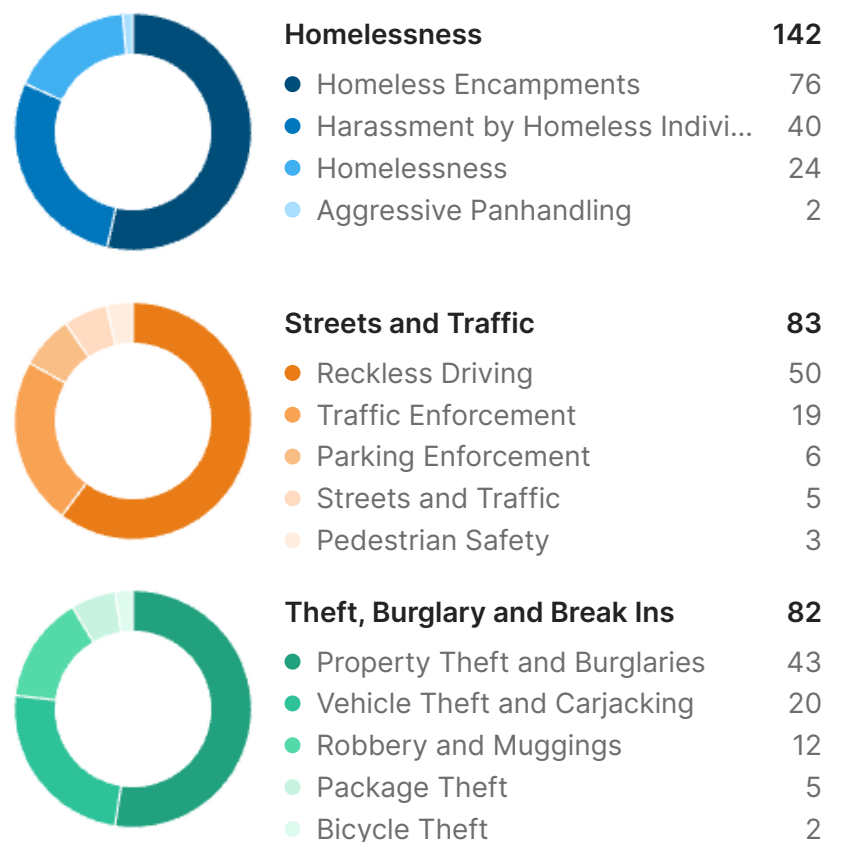 Homelessness 142
Homeless Encampments 76
Harassment by Homeless Indivi... 40
Homelessness 24
Aggressive Panhandling 2
Streets and Traffic 83
Reckless Driving 50
Traffic Enforcement 19
Parking Enforcement 6
Streets and Traffic 5
Pedestrian Safety 3
Theft, Burglary and Break Ins 82
Property Theft and Burglaries 43
Vehicle Theft and Carjacking 20
Robbery and Muggings 12
Package Theft 5
Bicycle Theft 2